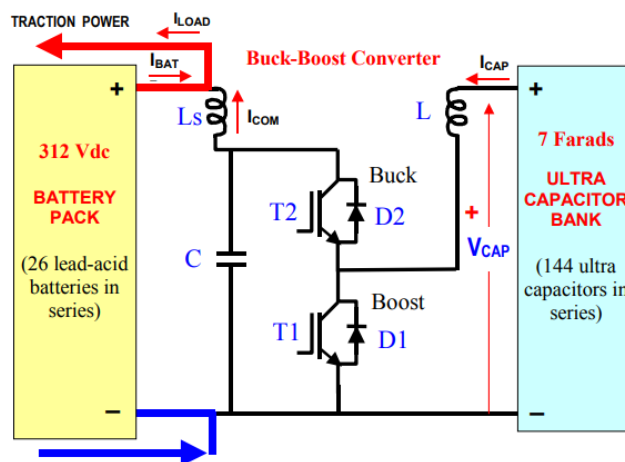 TRACTION POWER
ILOAD
IBAT
Buck-Boost Converter
ICAP
+
Ls
ICOM
L
+
312 Vdc
BATTERY
PACK
(26 lead-acid
batteries in
series)
7 Farads
ULTRA
CAPACITOR
BANK
(144 ultra
capacitors in
series)
Buck
T2
D2
+
VCAP
C
Boost
T1
D1
−
−